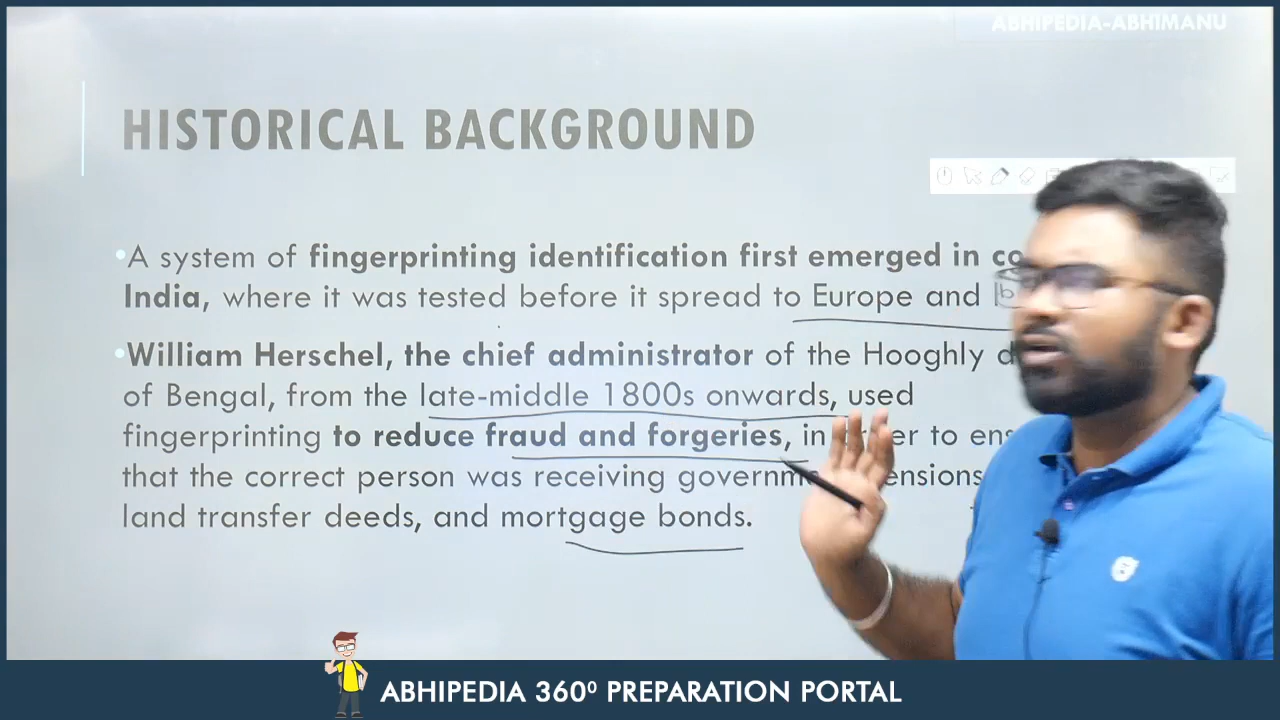 ABHIPEDIA-ABHIMANU
HISTORICAL BACKGROUND
•A system of fingerprinting identification first emerged in
India, where it was tested before it spread to Europe and
•William Herschel, the chief administrator of the Hooghly
of Bengal, from the late-middle 1800s onwards, used
fingerprinting to reduce fraud and forgeries, in to
that the correct person was receiving
land transfer deeds, and mortgage bonds.
ABHIPEDIA 360⁰ PREPARATION PORTAL